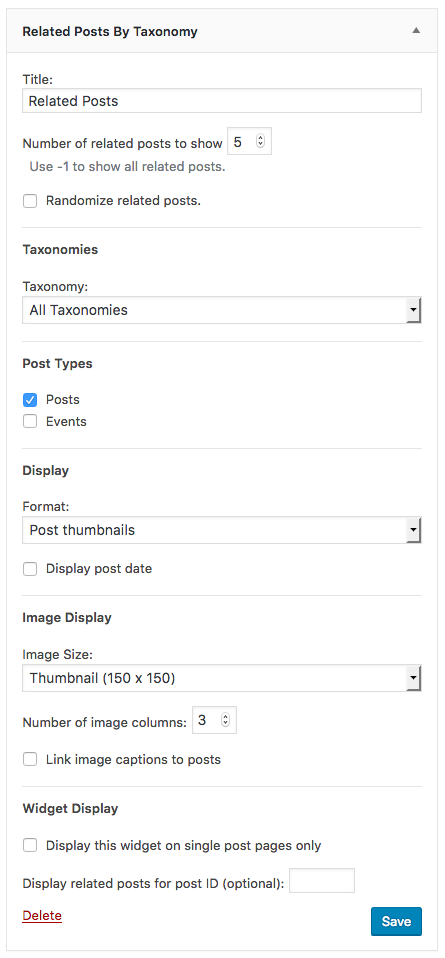 Related Posts By Taxonomy
Title:
Related Posts
Number of related posts to show 5
Use -1 to show all related posts.
Randomize related posts.
Taxonomies
Taxonomy:
All Taxonomies
Post Types
Posts
Events
Display
Format:
Post thumbnails
Display post date
Image Display
Image Size:
Thumbnail (150 x 150)
Number of image columns: 3
Link image captions to posts
Widget Display
Display this widget on single post pages only
Display related posts for post ID (optional):
Delete Save